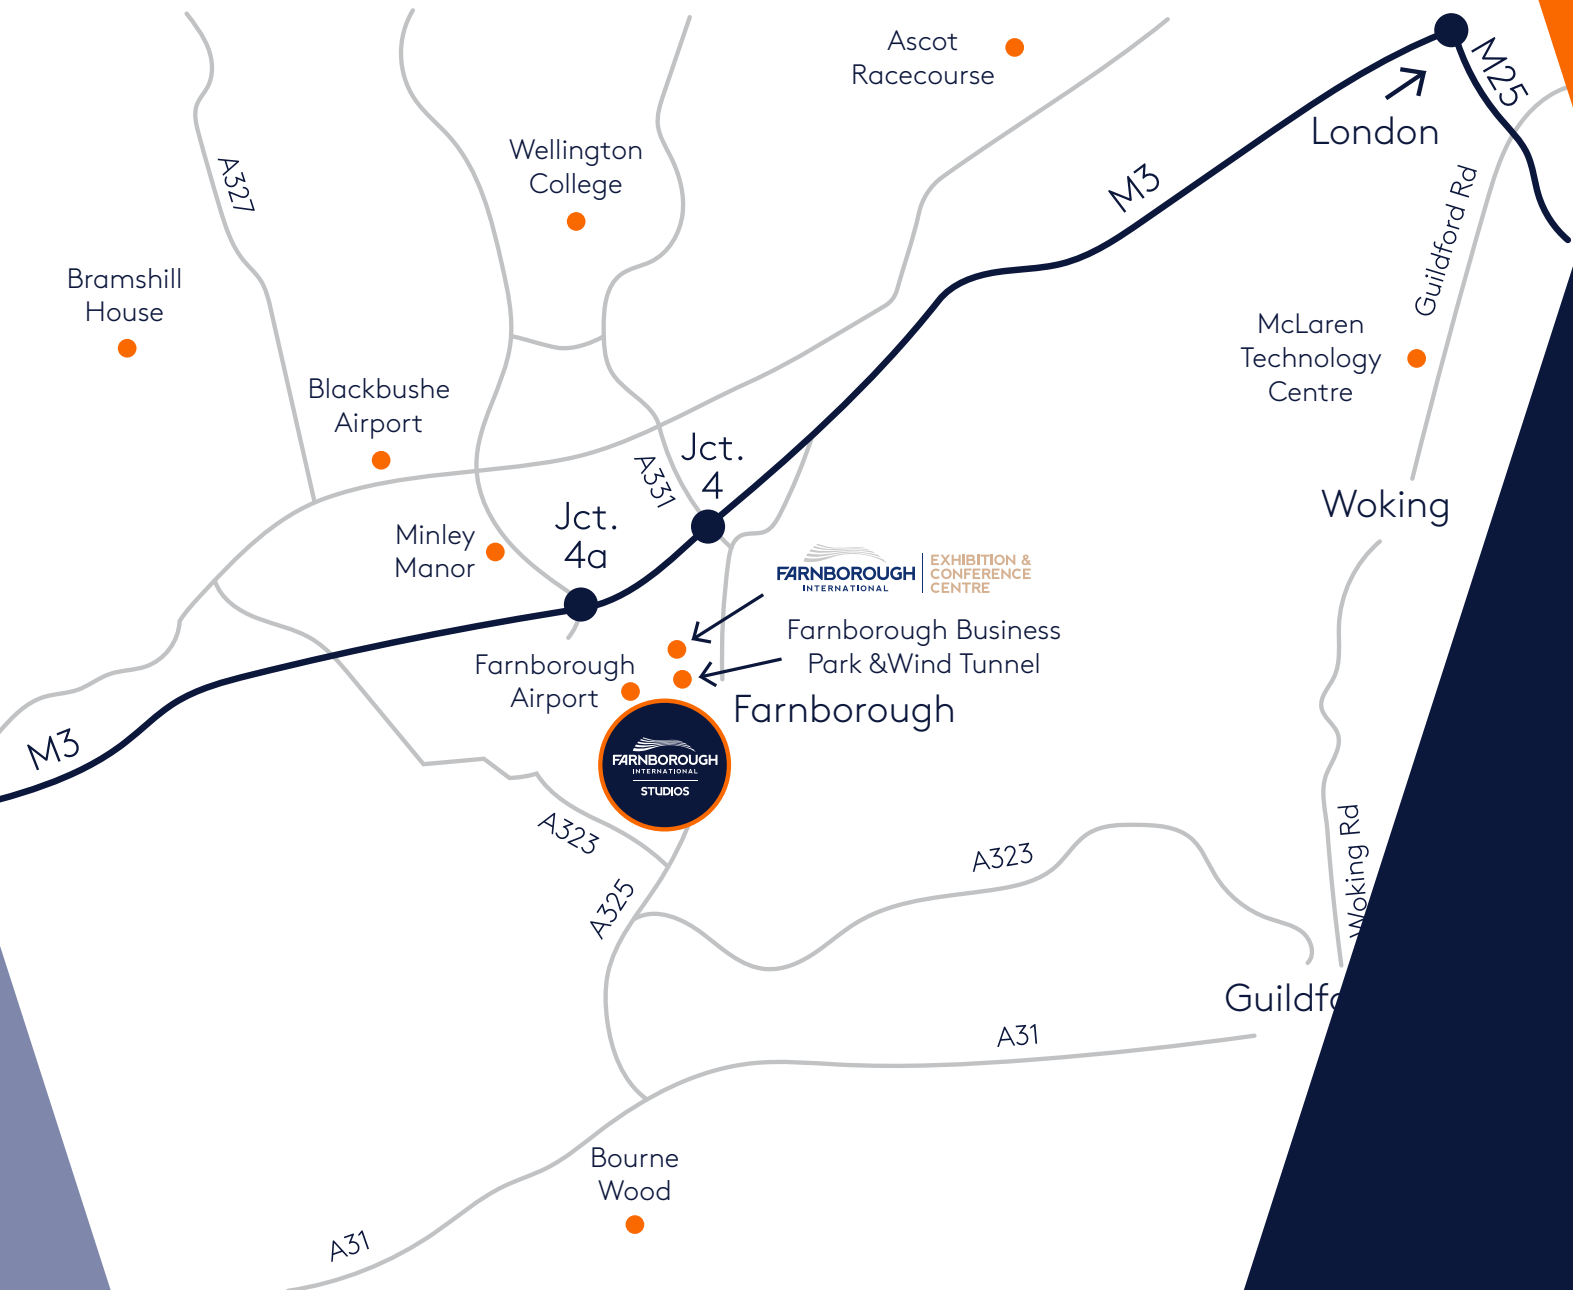 Ascot
Racecourse
M25
London
Wellington
College
A327
M3
Guildford Rd
Bramshill
House
McLaren
Technology
Centre
Blackbushe
Airport
Jct.
4
A331
Woking
Jct.
4a
Minley
Manor
FARNBOROUGH
INTERNATIONAL
EXHIBITION &
CONFERENCE
CENTRE
Farnborough Business
Park &Wind Tunnel
Farnborough
Airport
Farnborough
M3
FARNBOROUGH
INTERNATIONAL
STUDIOS
A323
A323
Woking Rd
A325
Guildfo
A31
Bourne
Wood
A31